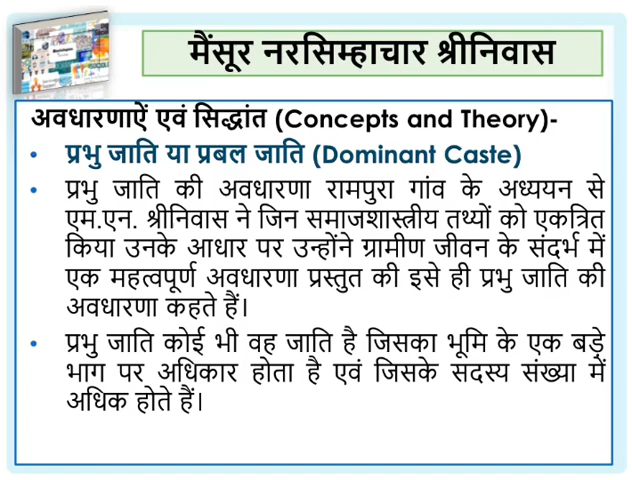 मैंसूर नरसिम्हाचार श्रीनिवास
अवधारणाऐं एवं सिद्धांत (Concepts and Theory)-
• प्रभु जाति या प्रबल जाति (Dominant Caste)
• प्रभु जाति की अवधारणा रामपुरा गांव के अध्ययन से
एम.एन. श्रीनिवास ने जिन समाजशास्त्रीय तथ्यों को एकत्रित
किया उनके आधार पर उन्होंने ग्रामीण जीवन के संदर्भ में
एक महत्वपूर्ण अवधारणा प्रस्तुत की इसे ही प्रभु जाति की
अवधारणा कहते हैं।
• प्रभु जाति कोई भी वह जाति है जिसका भूमि के एक बड़े
भाग पर अधिकार होता है एवं जिसके सदस्य संख्या में
अधिक होते हैं।